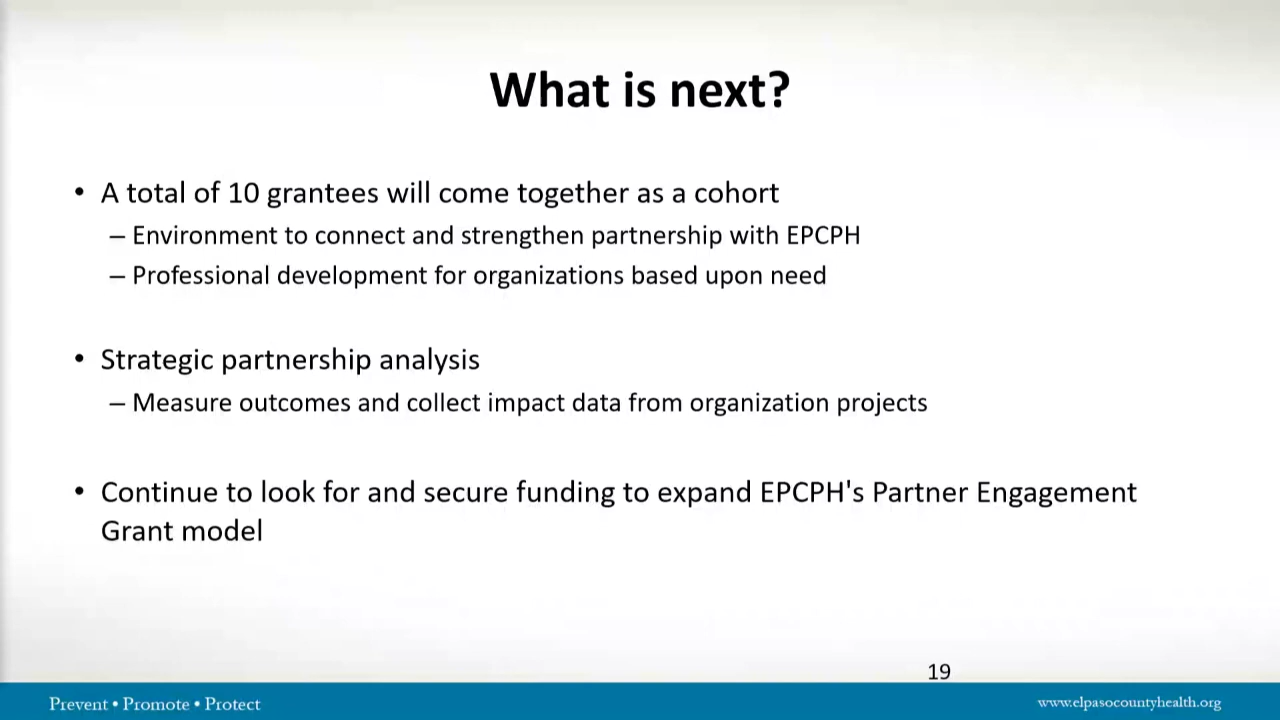 What is next?
• A total of 10 grantees will come together as a cohort
– Environment to connect and strengthen partnership with EPCPH
– Professional development for organizations based upon need
• Strategic partnership analysis
– Measure outcomes and collect impact data from organization projects
• Continue to look for and secure funding to expand EPCPH's Partner Engagement
Grant model
19
Prevent • Promote • Protect
www.elpasocountyhealth.org